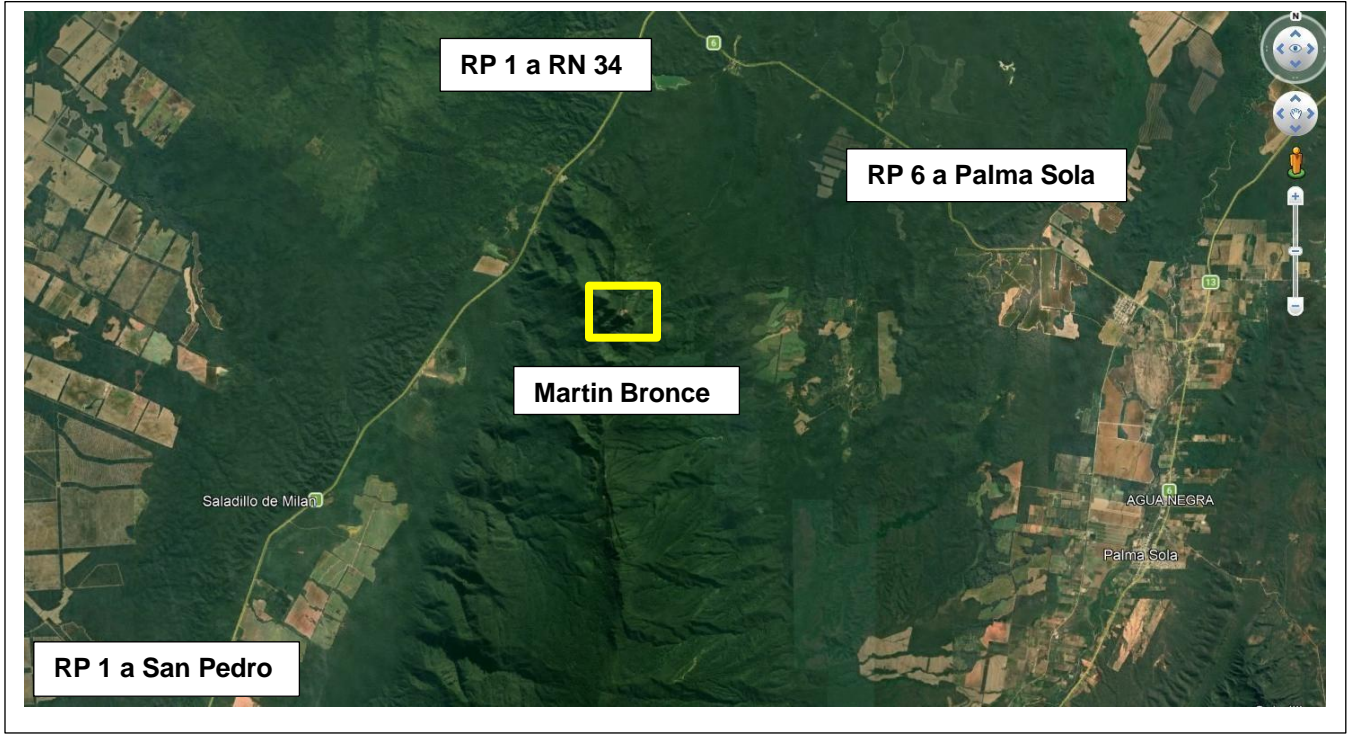 N
6
RP 1 a RN 34
RP 6 a Palma Sola
13
Martin Bronce
Saladillo de Milan
6
AGUA NEGRA
Palma Sola
RP 1 a San Pedro